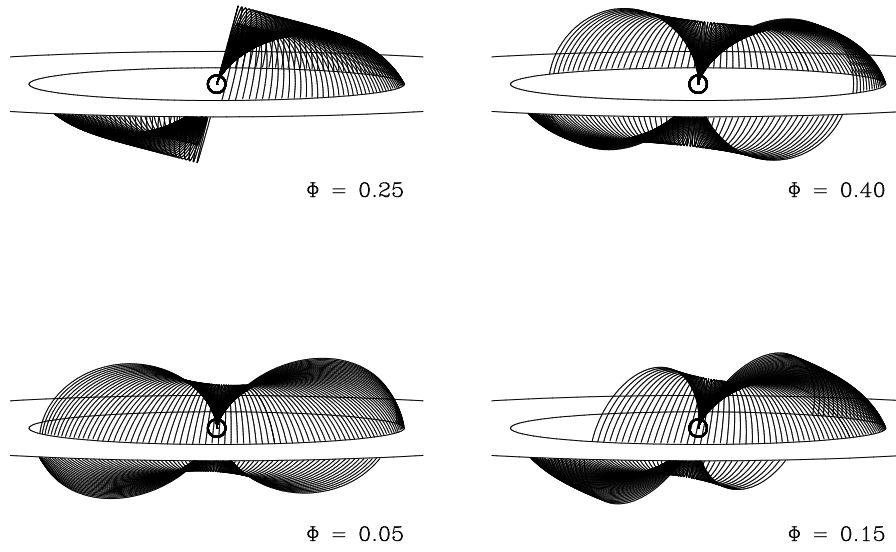 Φ = 0.25
Φ = 0.40
Φ = 0.05
Φ = 0.15